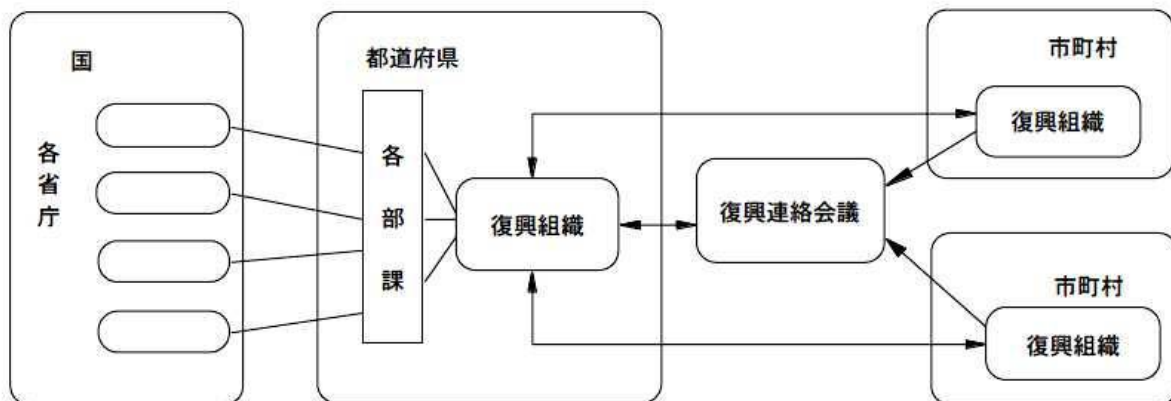 国
各省庁
都道府県
各部課
復興組織
復興連絡会議
市町村
復興組織
市町村
復興組織